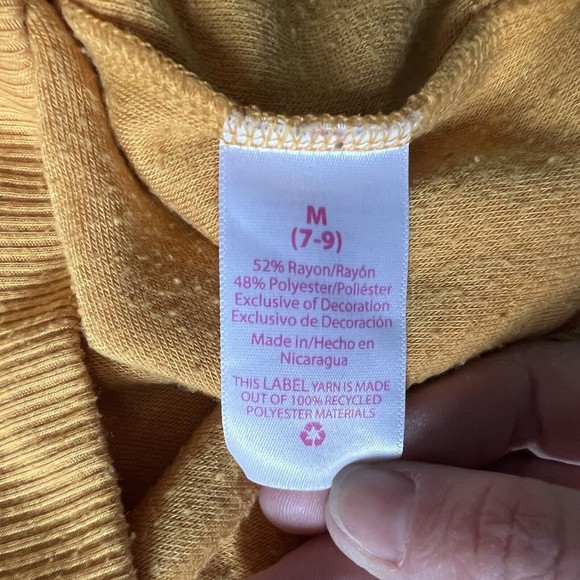 M
(7-9)
52% Rayon/Rayón
48% Polyester/Poliéster
Exclusive of Decoration
Exclusivo de Decoración
Made in/Hecho en
Nicaragua
THIS LABEL YARN IS MADE
OUT OF 100% RECYCLED
POLYESTER MATERIALS